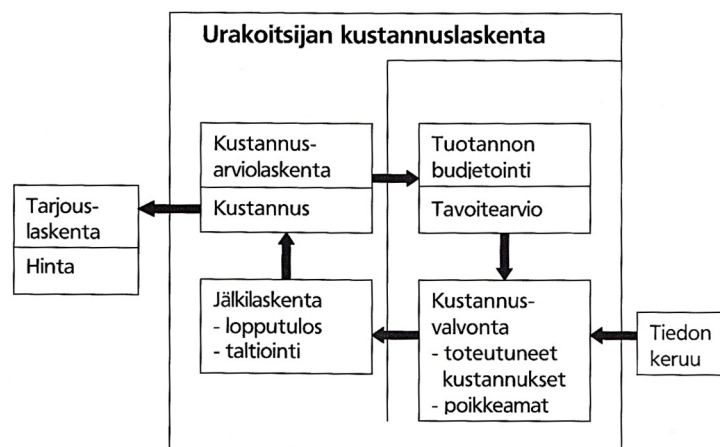 Urakoitsijan kustannuslaskenta
Kustannus-
arviolaskenta
Kustannus
Tuotannon
budjetointi
Tavoitearvio
Tarjous-
laskenta
Hinta
Jälkilaskenta
- lopputulos
- taltiointi
Kustannus-
valvonta
- toteutuneet
kustannukset
- poikkeamat
Tiedon
keruu